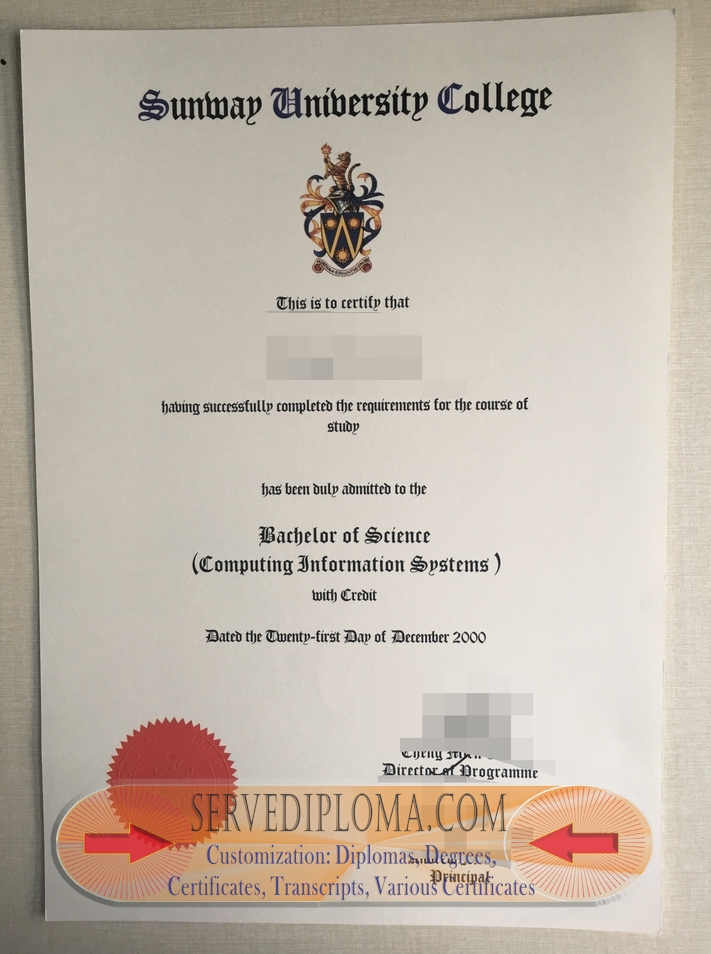 Sunway University College
This is to certify that
having successfully completed the requirements for the course of
study
has been duly admitted to the
Bachelor of Science
(Computing Information Systems )
with Credit
Dated the Twenty-first Day of December 2000
Cheng
Director of Programme
SERVEDIPLOMA.COM
Customization: Diplomas, Degrees,
Principal
Certificates, Transcripts, Various Certificates